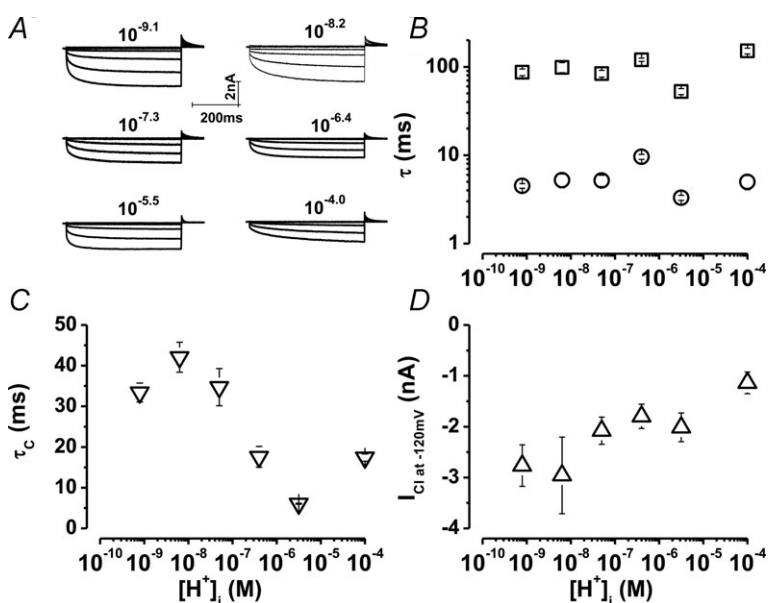 A
10^-9.1
10^-8.2
2nA
200ms
10^-7.3
10^-6.4
10^-5.5
10^-4.0
B
τ (ms)
100
10
1
10^-10 10^-9 10^-8 10^-7 10^-6 10^-5 10^-4
C
τ_C (ms)
50
40
30
20
10
0
10^-10 10^-9 10^-8 10^-7 10^-6 10^-5 10^-4
[H^+]_i (M)
D
I_Cl at -120mV (nA)
0
-1
-2
-3
-4
10^-10 10^-9 10^-8 10^-7 10^-6 10^-5 10^-4
[H^+]_i (M)